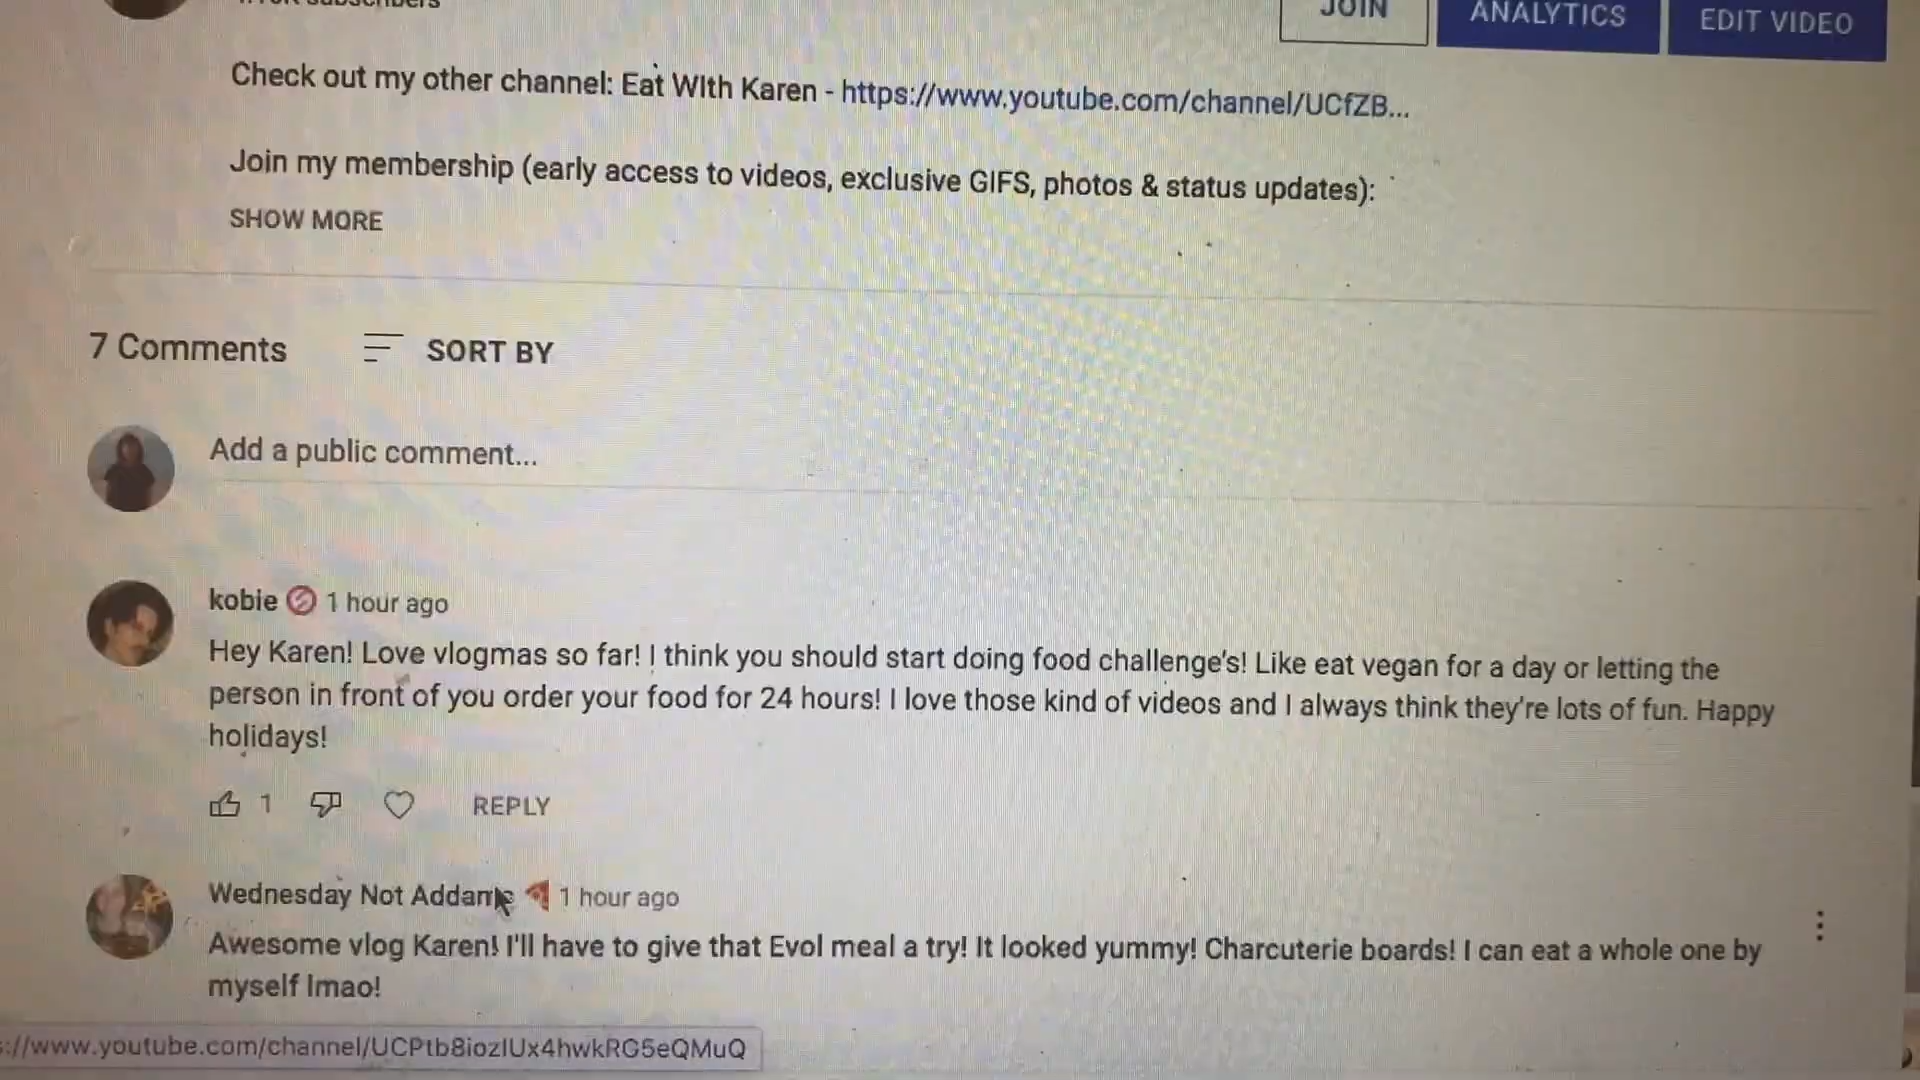 subscribers
JOIN
ANALYTICS
EDIT VIDEO
Check out my other channel: Eat WIth Karen - https://www.youtube.com/channel/UCfZB...
Join my membership (early access to videos, exclusive GIFS, photos & status updates):
SHOW MORE
7 Comments
SORT BY
Add a public comment...
kobie 1 hour ago
Hey Karen! Love vlogmas so far! I think you should start doing food challenge's! Like eat vegan for a day or letting the
person in front of you order your food for 24 hours! I love those kind of videos and I always think they're lots of fun. Happy
holidays!
1
REPLY
Wednesday Not Addams 1 hour ago
Awesome vlog Karen! I'll have to give that Evol meal a try! It looked yummy! Charcuterie boards! I can eat a whole one by
myself lmao!
://www.youtube.com/channel/UCPtb8iozIUx4hwkRG5eQMuQ